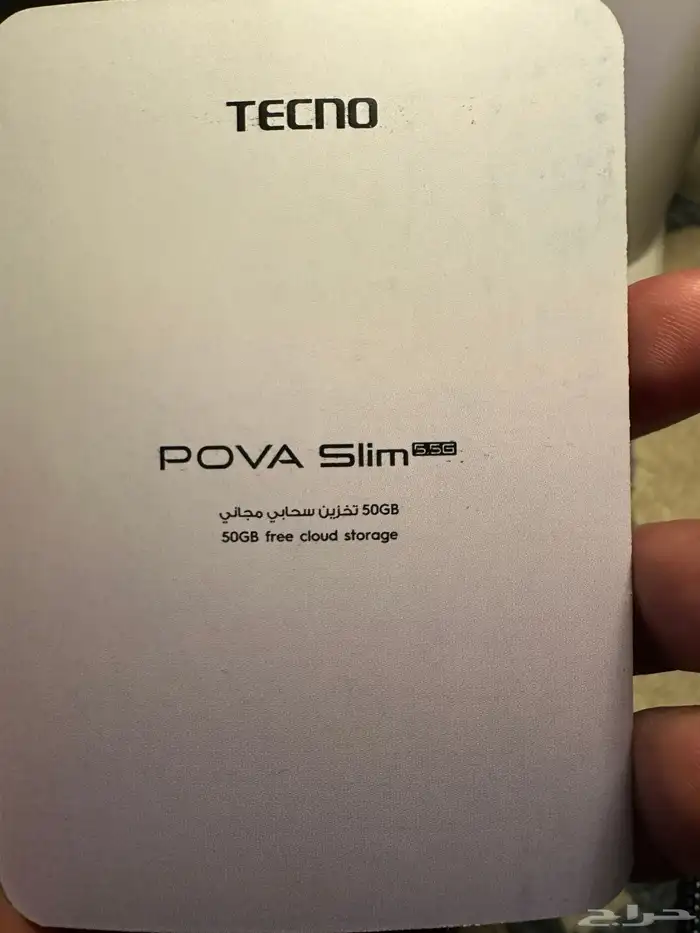 TECNO
POVA Slim 5.5G
50GB تخزين سحابي مجاني
50GB free cloud storage
حراج